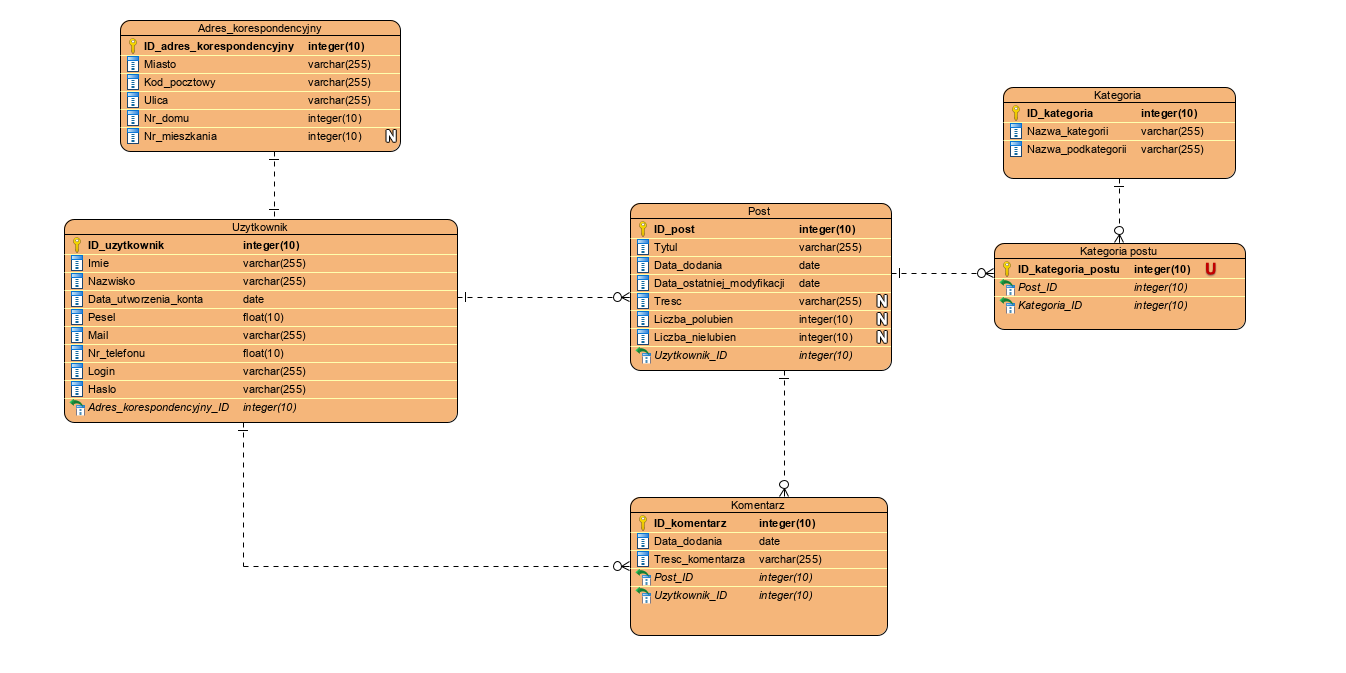 Adres_korespondencyjny
ID_adres_korespondencyjny integer(10)
Miasto varchar(255)
Kod_pocztowy varchar(255)
Ulica varchar(255)
Nr_domu integer(10)
Nr_mieszkania integer(10) N
Uzytkownik
ID_uzytkownik integer(10)
Imie varchar(255)
Nazwisko varchar(255)
Data_utworzenia_konta date
Pesel float(10)
Mail varchar(255)
Nr_telefonu float(10)
Login varchar(255)
Haslo varchar(255)
Adres_korespondencyjny_ID integer(10)
Post
ID_post integer(10)
Tytul varchar(255)
Data_dodania date
Data_ostatniej_modyfikacji date
Tresc varchar(255) N
Liczba_polubien integer(10) N
Liczba_nielubien integer(10) N
Uzytkownik_ID integer(10)
Kategoria
ID_kategoria integer(10)
Nazwa_kategorii varchar(255)
Nazwa_podkategorii varchar(255)
Kategoria postu
ID_kategoria_postu integer(10) U
Post_ID integer(10)
Kategoria_ID integer(10)
Komentarz
ID_komentarz integer(10)
Data_dodania date
Tresc_komentarza varchar(255)
Post_ID integer(10)
Uzytkownik_ID integer(10)